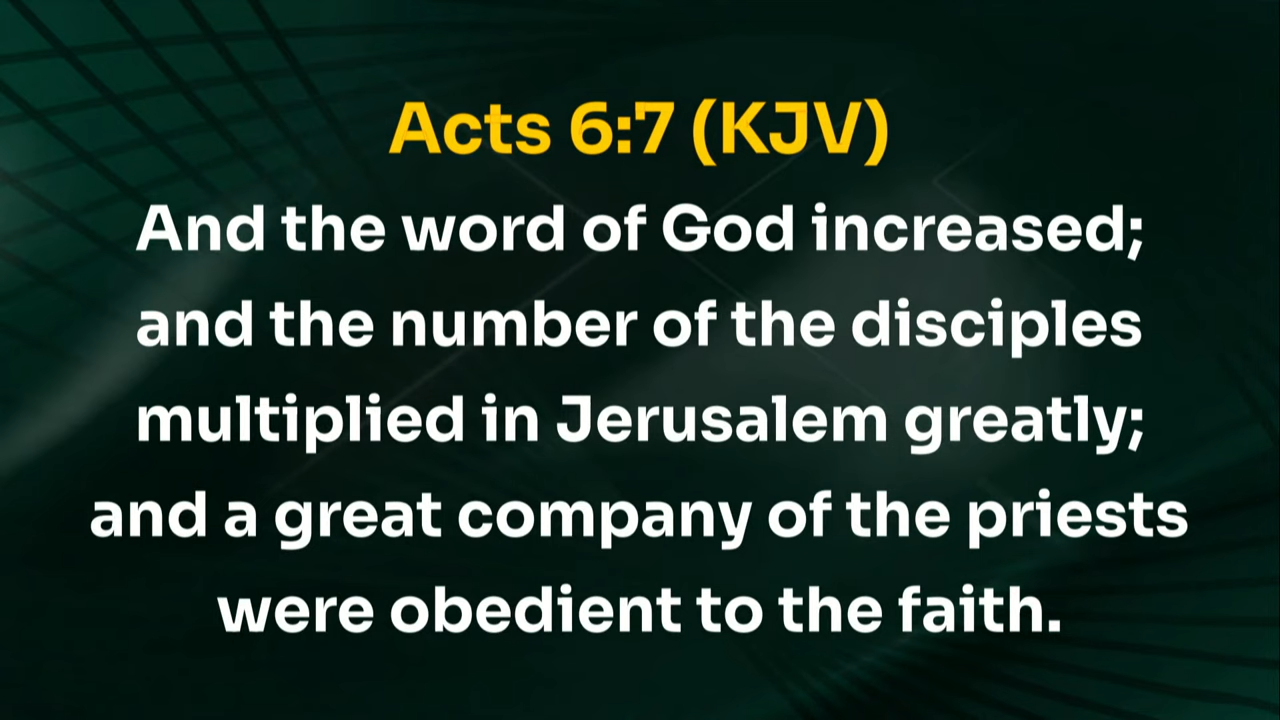 Acts 6:7 (KJV)
And the word of God increased;
and the number of the disciples
multiplied in Jerusalem greatly;
and a great company of the priests
were obedient to the faith.